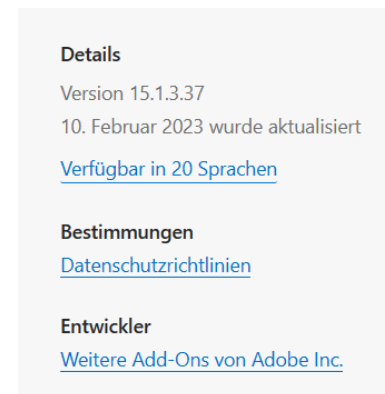 Details
Version 15.1.3.37
10. Februar 2023 wurde aktualisiert
Verfügbar in 20 Sprachen
Bestimmungen
Datenschutzrichtlinien
Entwickler
Weitere Add-Ons von Adobe Inc.